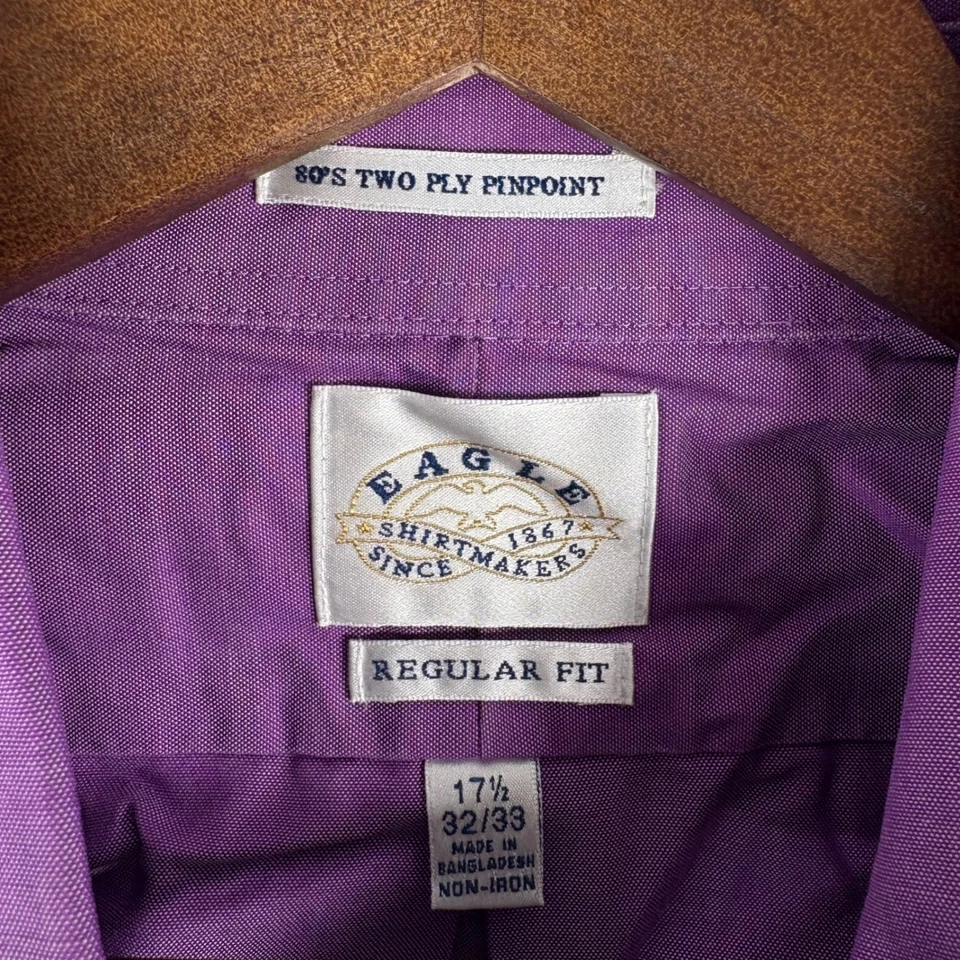 80'S TWO PLY PINPOINT
EAGLE
SHIRTMAKERS
SINCE 1867
REGULAR FIT
17½
32/33
MADE IN
BANGLADESH
NON-IRON